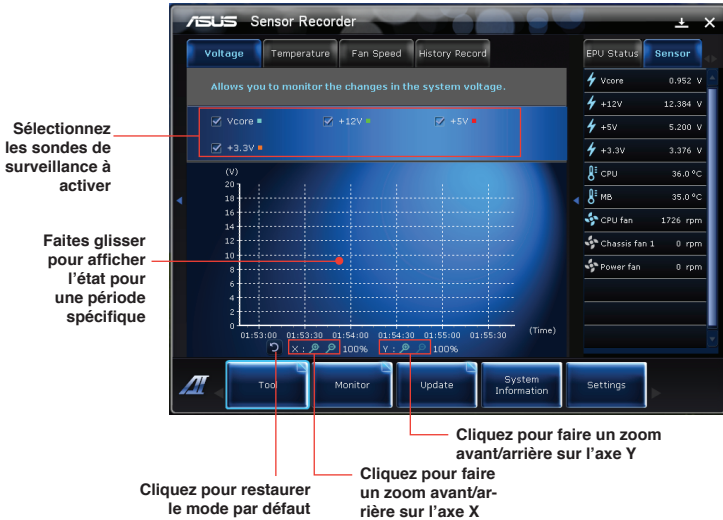 ASUS Sensor Recorder
Voltage Temperature Fan Speed History Record
EPU Status Sensor
Allows you to monitor the changes in the system voltage.
Vcore +12V +5V
+3.3V
Vcore 0.952 V
+12V 12.384 V
+5V 5.200 V
+3.3V 3.376 V
CPU 36.0 ºC
MB 35.0 ºC
CPU fan 1726 rpm
Chassis fan 1 0 rpm
Power fan 0 rpm
Sélectionnez
les sondes de
surveillance à
activer
Faites glisser
pour afficher
l’état pour
une période
spécifique
(V)
20
18
16
14
12
10
8
6
4
2
0
01:53:00 01:53:30 01:54:00 01:54:30 01:55:00 01:55:30
(Time)
X : 100% Y : 100%
AI
Tool Monitor Update System Information Settings
Cliquez pour faire un zoom
avant/arrière sur l’axe Y
Cliquez pour faire
un zoom avant/ar-
rière sur l’axe X
Cliquez pour restaurer
le mode par défaut